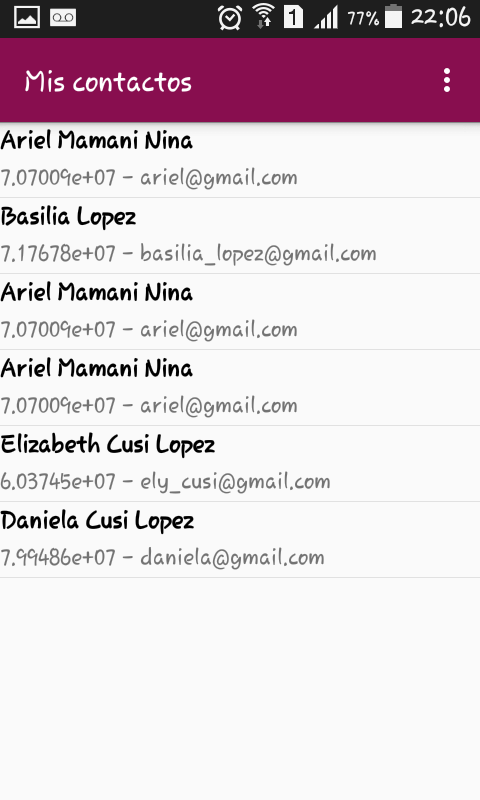 1 77% 22:06
Mis contactos
Ariel Mamani Nina
7.07009e+07 - ariel@gmail.com
Basilia Lopez
7.17678e+07 - basilia_lopez@gmail.com
Ariel Mamani Nina
7.07009e+07 - ariel@gmail.com
Ariel Mamani Nina
7.07009e+07 - ariel@gmail.com
Elizabeth Cusi Lopez
6.03745e+07 - ely_cusi@gmail.com
Daniela Cusi Lopez
7.99486e+07 - daniela@gmail.com